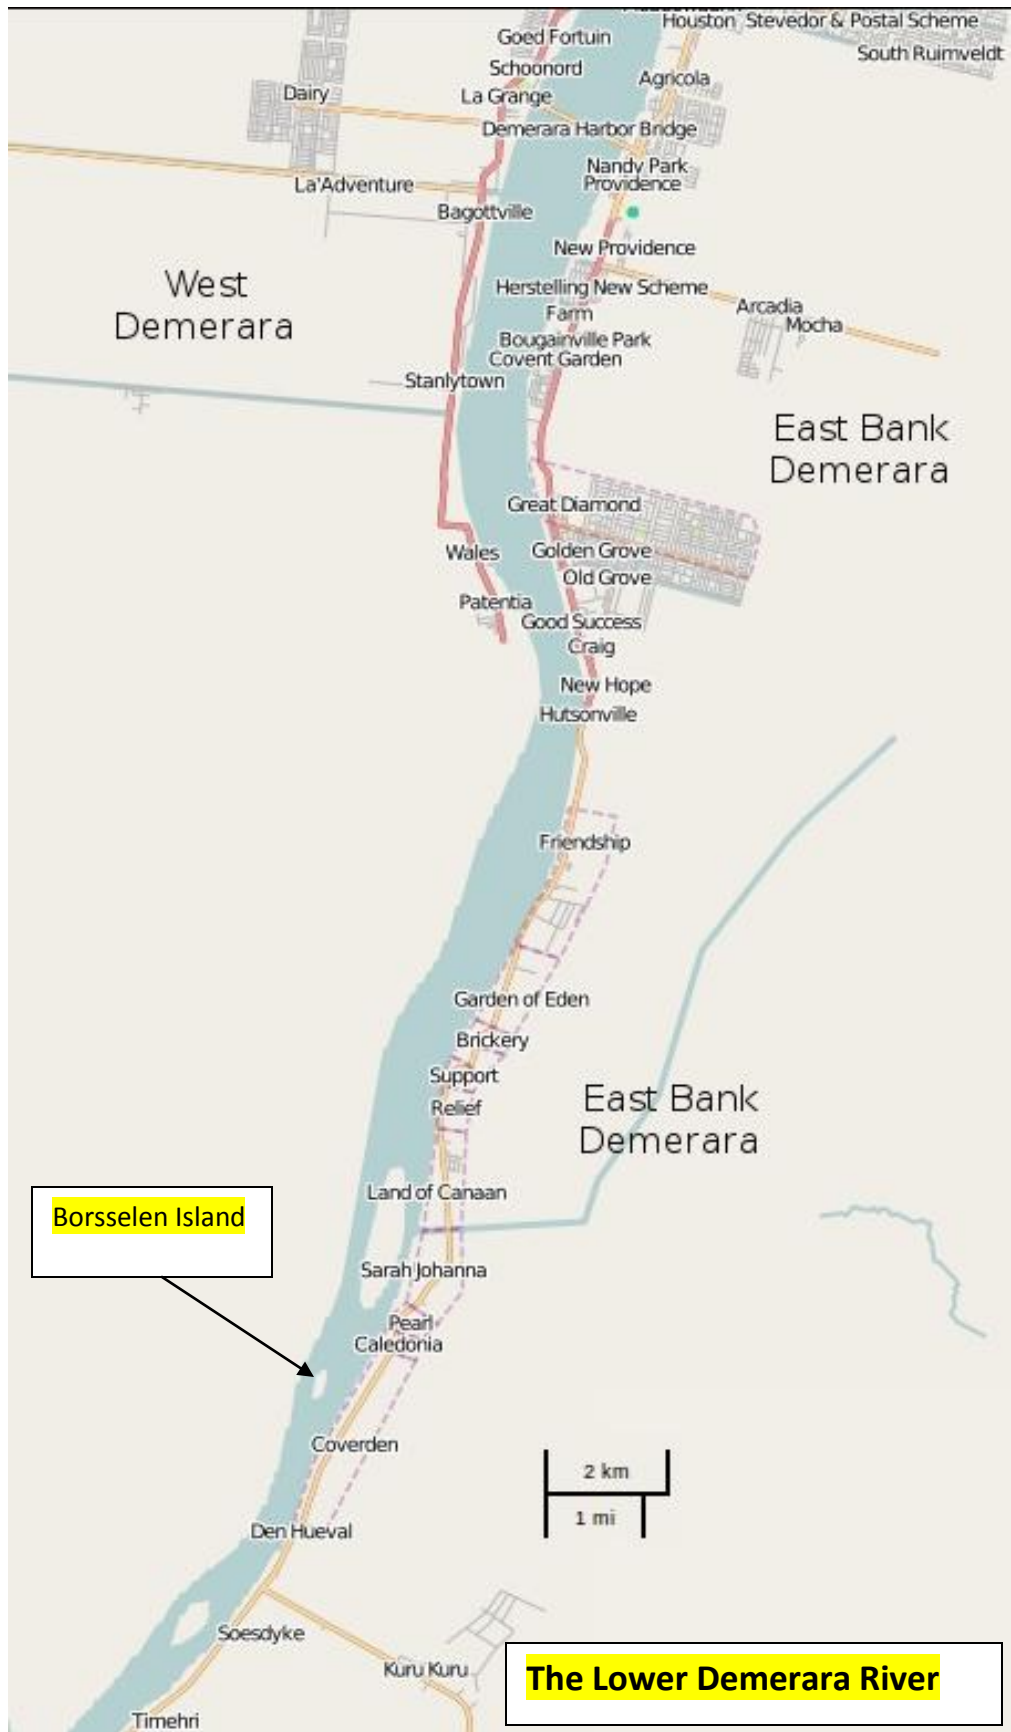 Houston
Stevedor & Postal Scheme
Goed Fortuin
South Ruimveldt
Schoonord
Agricola
Dairy
La Grange
Demerara Harbor Bridge
Nandy Park
Providence
La'Adventure
Bagottville
New Providence
West
Demerara
Herstelling New Scheme
Arcadia
Farm
Mocha
Bougainville Park
Covent Garden
Stanlytown
East Bank
Demerara
Great Diamond
Wales
Golden Grove
Old Grove
Patentia
Good Success
Craig
New Hope
Hutsonville
Friendship
Garden of Eden
Brickery
Support
East Bank
Demerara
Relief
Land of Canaan
Borsselen Island
Sarah Johanna
Pearl
Caledonia
Coverden
2 km
1 mi
Den Hueval
Soesdyke
Kuru Kuru
The Lower Demerara River
Timehri